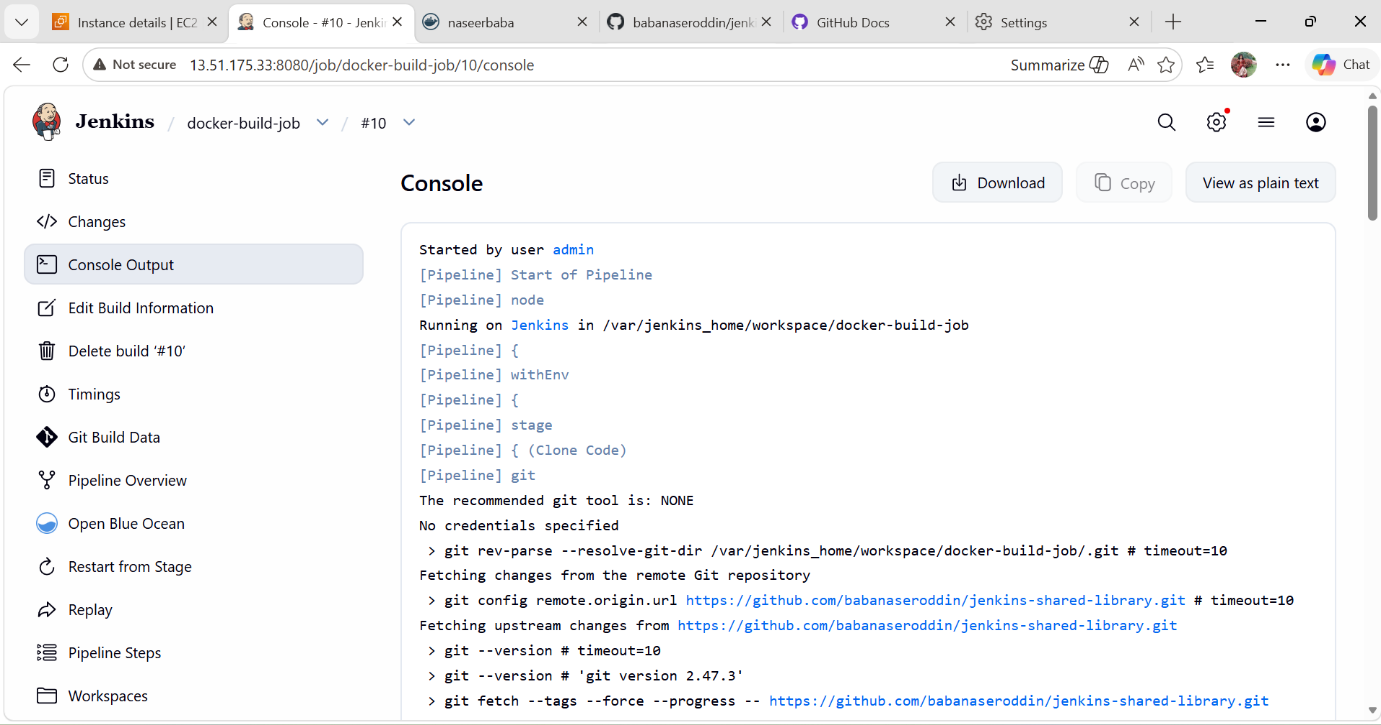 Instance details | EC2
Console - #10 - Jenki
naseerbaba
babanaseroddin/jenk
GitHub Docs
Settings
Not secure
13.51.175.33:8080/job/docker-build-job/10/console
Summarize
Chat
Jenkins / docker-build-job / #10
Status
Changes
Console Output
Edit Build Information
Delete build ‘#10’
Timings
Git Build Data
Pipeline Overview
Open Blue Ocean
Restart from Stage
Replay
Pipeline Steps
Workspaces
Console
Download
Copy
View as plain text
Started by user admin
[Pipeline] Start of Pipeline
[Pipeline] node
Running on Jenkins in /var/jenkins_home/workspace/docker-build-job
[Pipeline] {
[Pipeline] withEnv
[Pipeline] {
[Pipeline] stage
[Pipeline] { (Clone Code)
[Pipeline] git
The recommended git tool is: NONE
No credentials specified
> git rev-parse --resolve-git-dir /var/jenkins_home/workspace/docker-build-job/.git # timeout=10
Fetching changes from the remote Git repository
> git config remote.origin.url https://github.com/babanaseroddin/jenkins-shared-library.git # timeout=10
Fetching upstream changes from https://github.com/babanaseroddin/jenkins-shared-library.git
> git --version # timeout=10
> git --version # 'git version 2.47.3'
> git fetch --tags --force --progress -- https://github.com/babanaseroddin/jenkins-shared-library.git